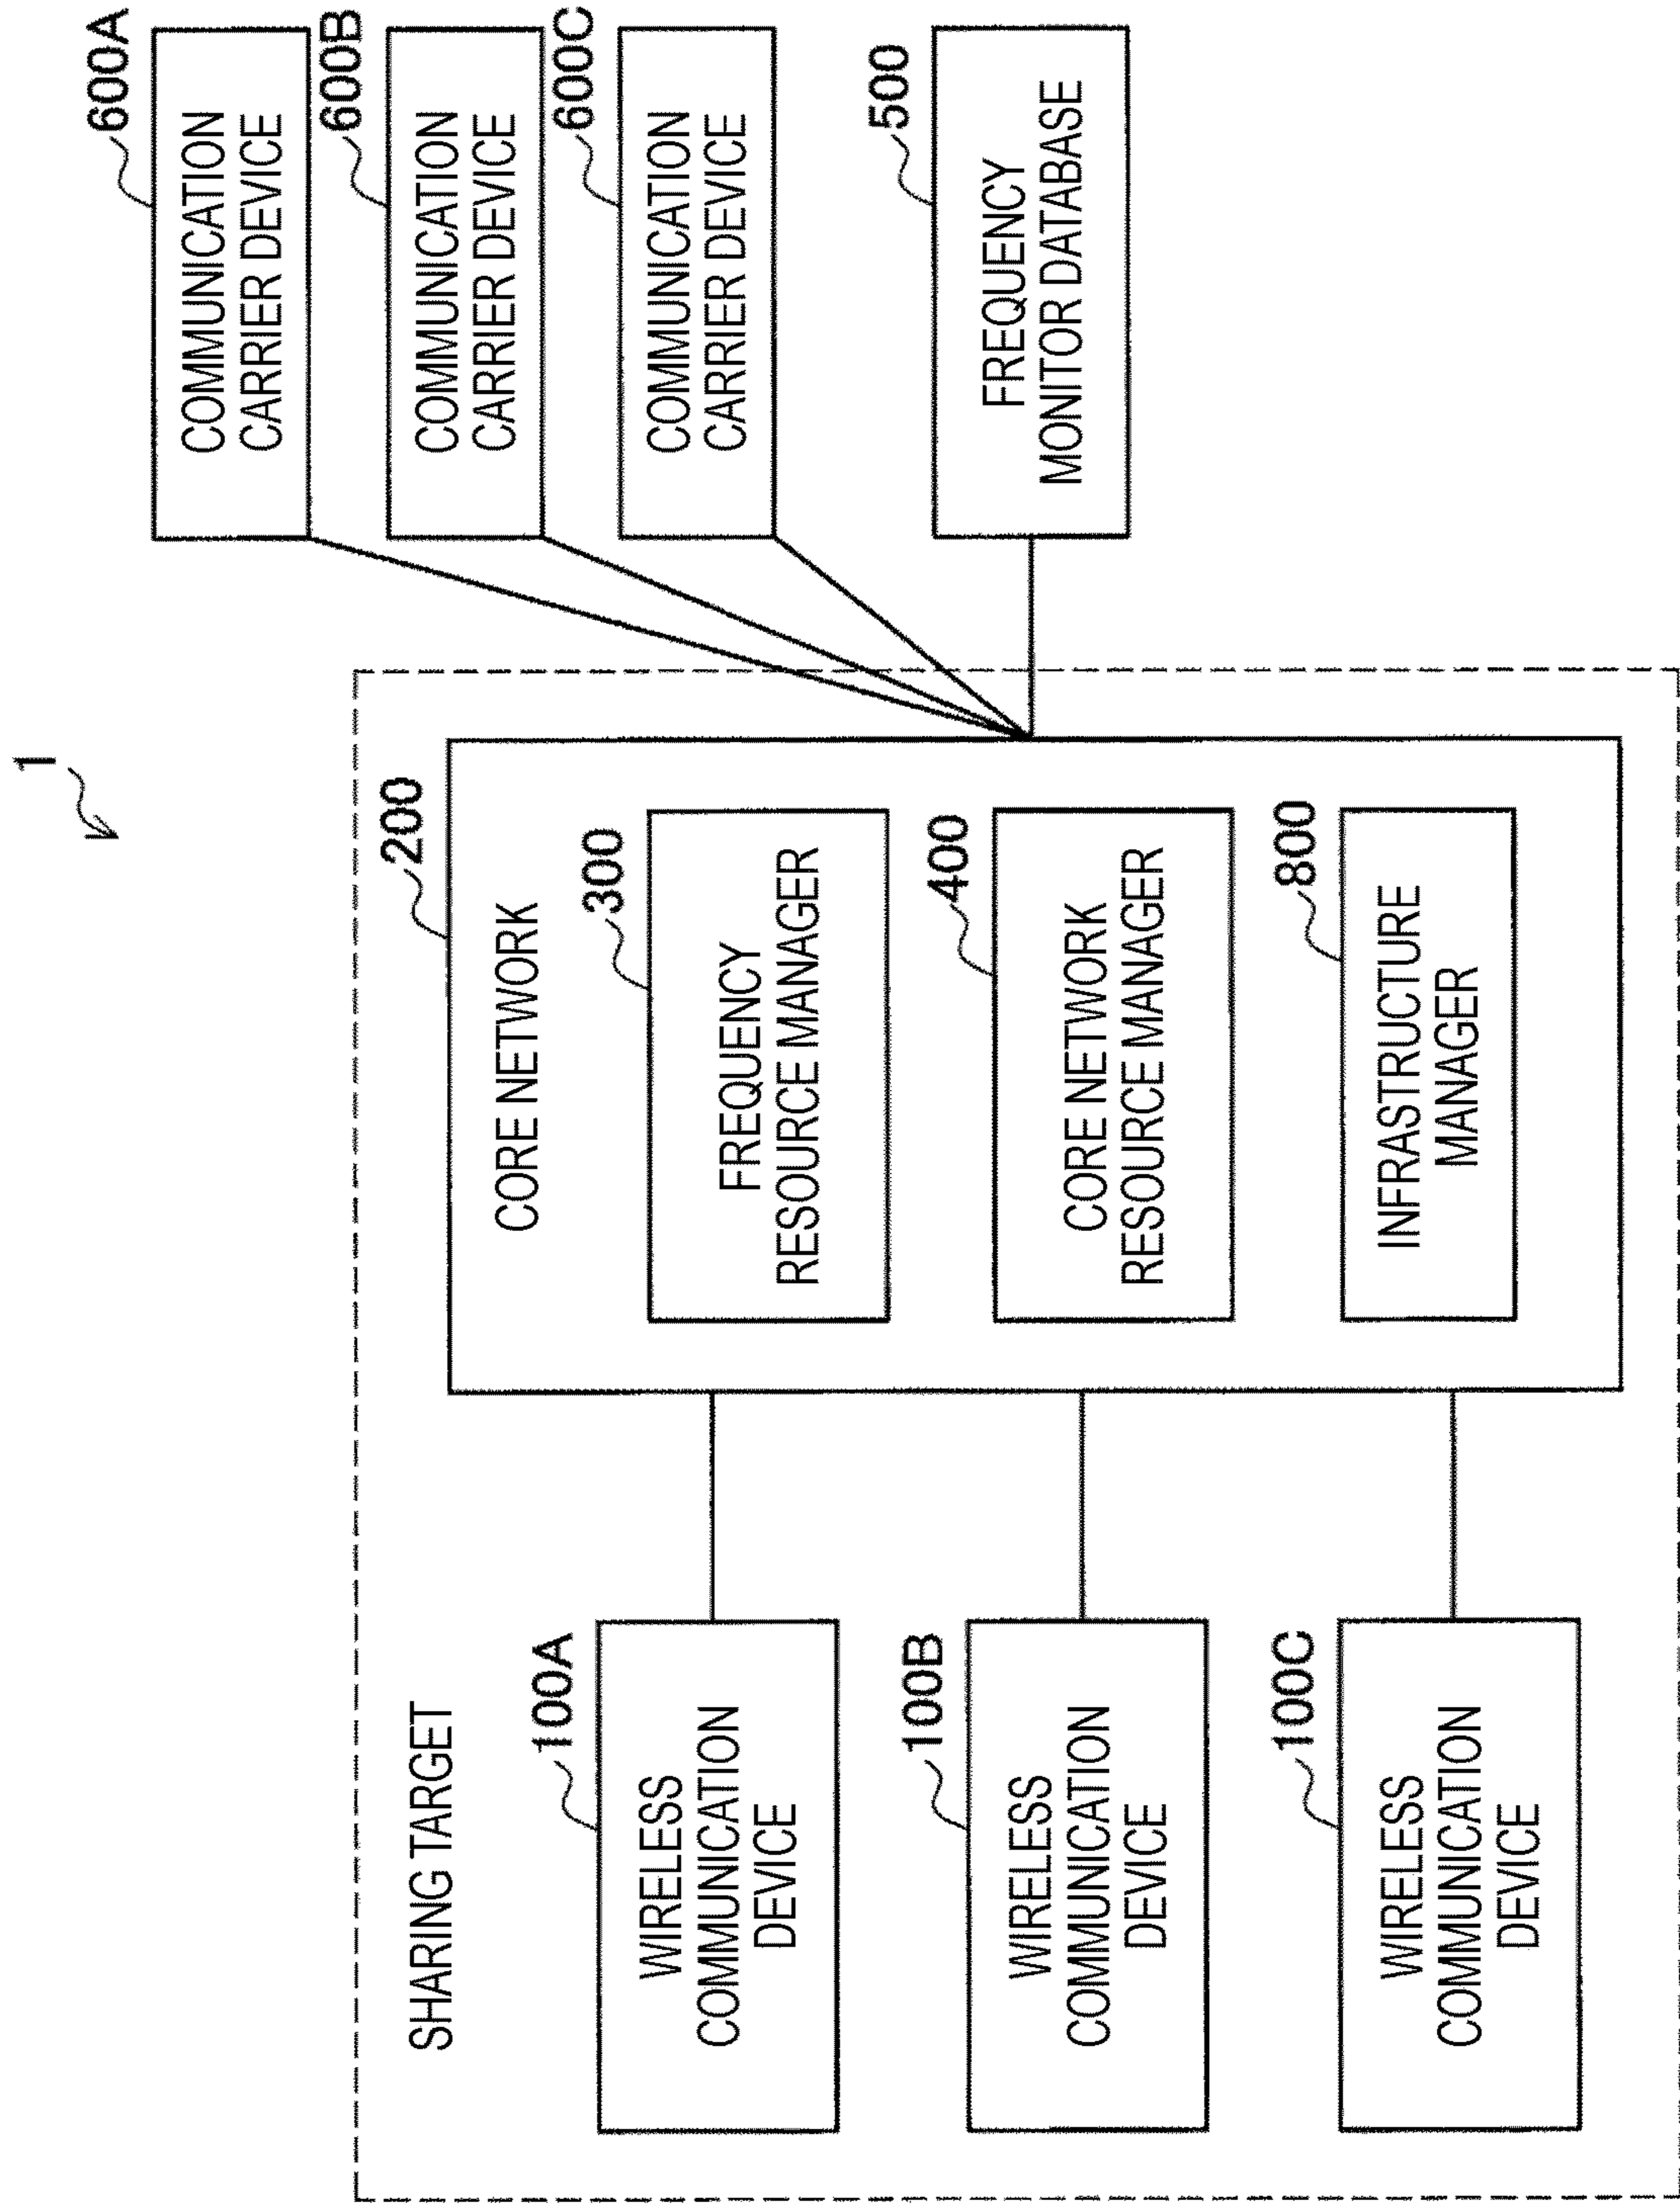 1
SHARING TARGET
100A
WIRELESS
COMMUNICATION
DEVICE
100B
WIRELESS
COMMUNICATION
DEVICE
100C
WIRELESS
COMMUNICATION
DEVICE
200
CORE NETWORK
300
FREQUENCY
RESOURCE MANAGER
400
CORE NETWORK
RESOURCE MANAGER
800
INFRASTRUCTURE
MANAGER
600A
COMMUNICATION
CARRIER DEVICE
600B
COMMUNICATION
CARRIER DEVICE
600C
COMMUNICATION
CARRIER DEVICE
500
FREQUENCY
MONITOR DATABASE